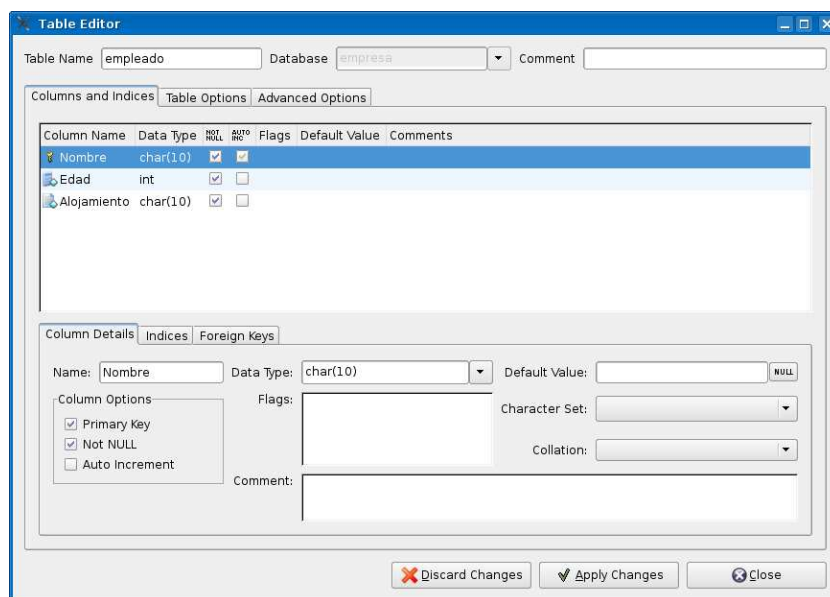 Table Editor
Table Name empleado Database empresa Comment
Columns and Indices Table Options Advanced Options
Column Name Data Type NOT NULL AUTO INC Flags Default Value Comments
Nombre char(10)
Edad int
Alojamiento char(10)
Column Details Indices Foreign Keys
Name: Nombre Data Type: char(10) Default Value: NULL
Column Options Flags: Character Set:
Primary Key
Not NULL Collation:
Auto Increment
Comment:
Discard Changes Apply Changes Close